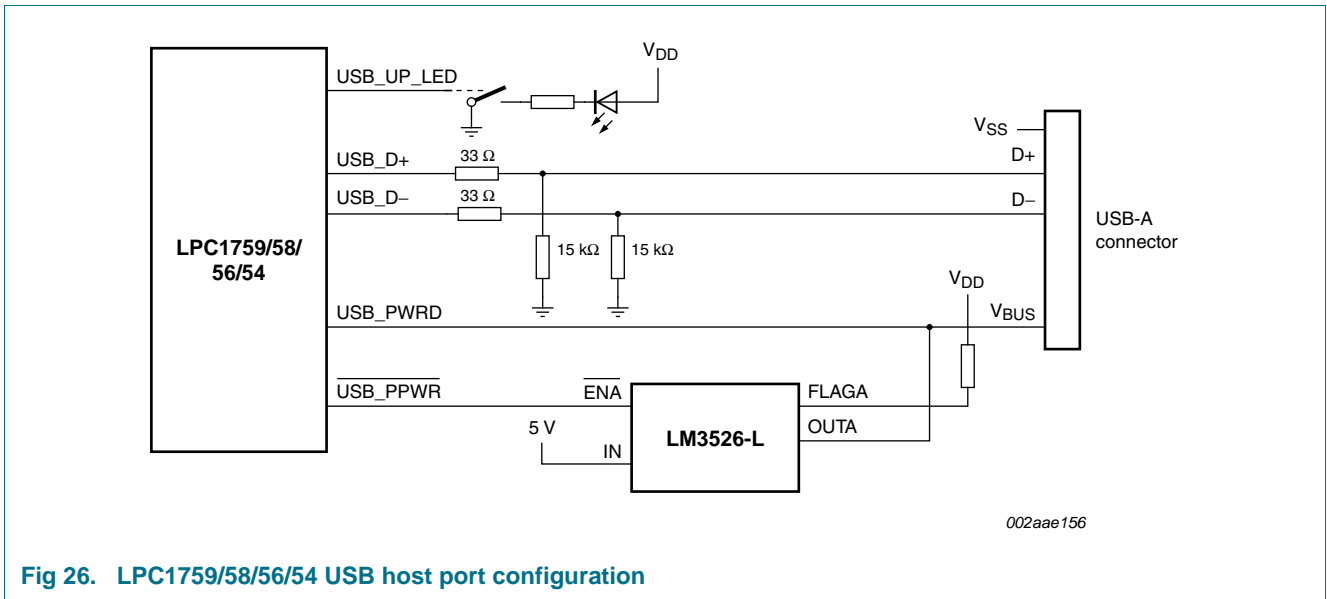 V_DD
USB_UP_LED
V_SS
USB_D+
33 Ω
D+
USB_D−
33 Ω
D−
USB-A
connector
LPC1759/58/
56/54
15 kΩ
15 kΩ
V_DD
USB_PWRD
V_BUS
USB_PPWR
ENA
FLAGA
5 V
OUTA
LM3526-L
IN
002aae156
Fig 26. LPC1759/58/56/54 USB host port configuration